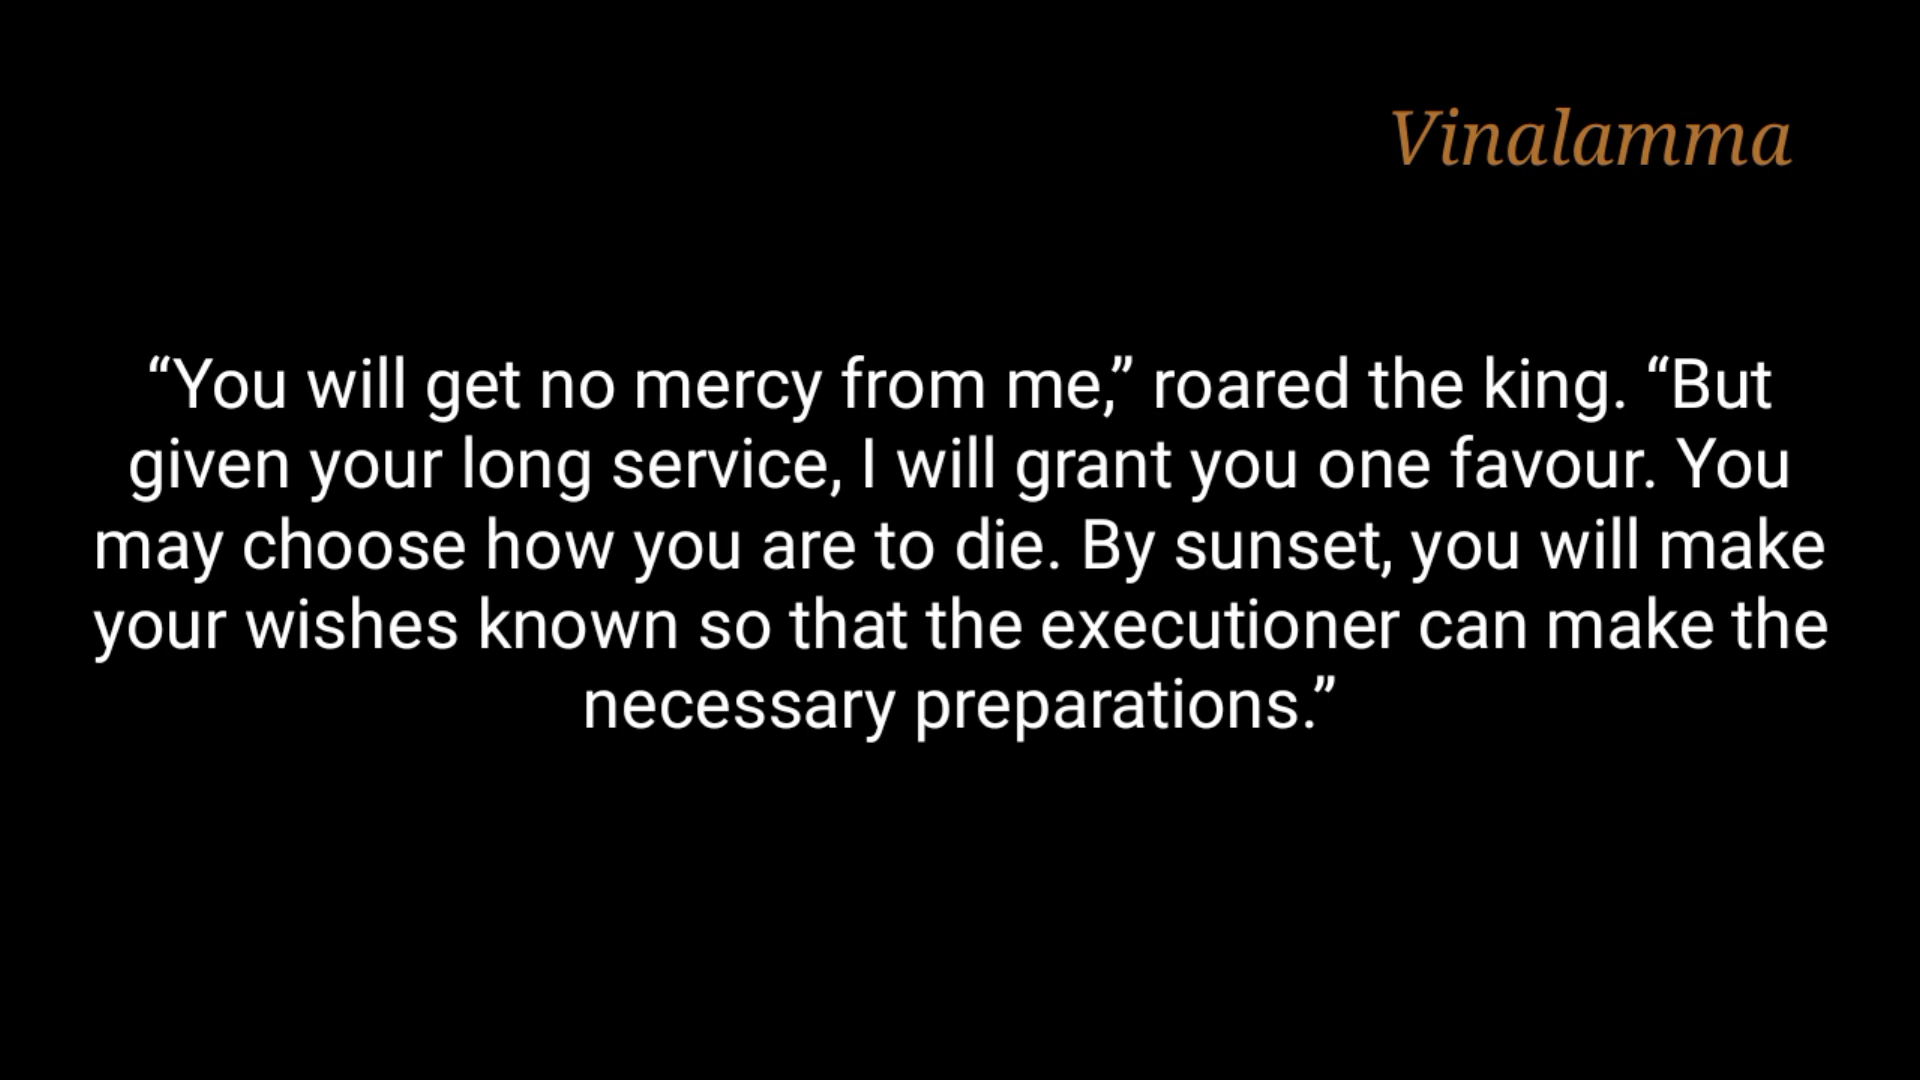 Vinalamma
“You will get no mercy from me,” roared the king. “But
given your long service, I will grant you one favour. You
may choose how you are to die. By sunset, you will make
your wishes known so that the executioner can make the
necessary preparations.”